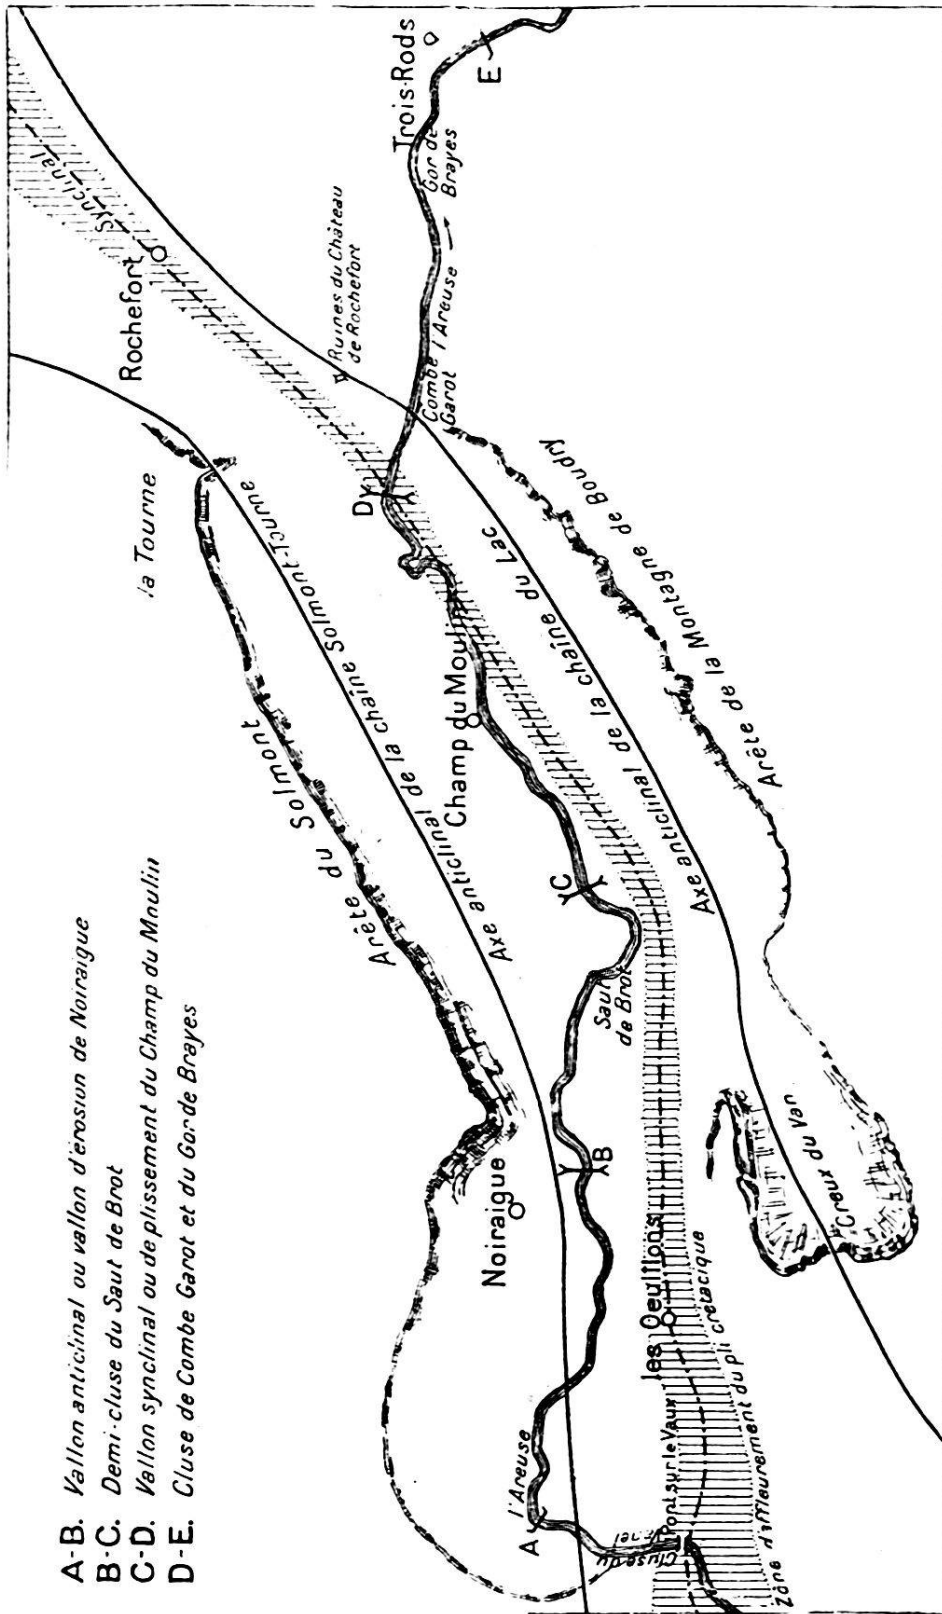 A-B. Vallon anticlinal ou vallon d'érosion de Noiraigue
B-C. Demi-cluse du Saut de Brot
C-D. Vallon synclinal ou de plissement du Champ du Moulin
D-E. Cluse de Combe Garot et du Gor de Brayes
la Tourne
Rochefort
Synclinal
Ruines du Château
de Rochefort
Trois-Rods
E
Gor de
Brayes
l'Areuse
Combe
Garot
D
Arête du Solmont
Axe anticlinal de la chaîne Solmont-Tourne
Champ du Moulin
Axe anticlinal de la chaîne du Lac
Arête de la Montagne de Boudry
C
Saut
de Brot
Noiraigue
B
les Oeuillons
Creux du Van
l'Areuse
A
Cluse du
Pont sur le Vaux
Zône d'affleurement du pli crétacique